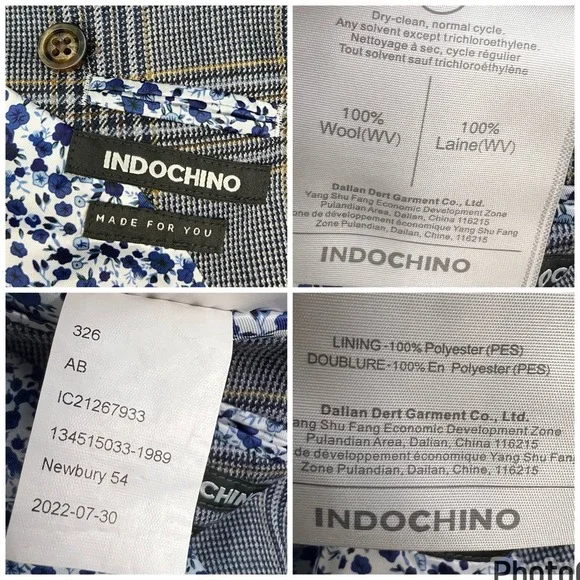 INDOCHINO
MADE FOR YOU
Dry-clean, normal cycle.
Any solvent except trichloroethylene.
Nettoyage à sec, cycle régulier
Tout solvent sauf trichloroéthylène
100%
Wool(WV)
100%
Laine(WV)
Dalian Dert Garment Co., Ltd.
Yang Shu Fang Economic Development Zone
Pulandian Area, Dalian, China 116215
one de développement économique Yang Shu Fang
Zone Pulandian, Dalian, Chine, 116215
INDOCHINO
326
AB
IC21267933
134515033-1989
Newbury 54
2022-07-30
CHIN
LINING-100% Polyester(PES)
DOUBLURE-100% En Polyester(PES)
Dalian Dert Garment Co., Ltd.
ang Shu Fang Economic Development Zone
Pulandian Area, Dalian, China 116215
de développement économique Yang Shu Fan
Zone Pulandian, Dalian, Chine, 116215
INDOCHINO